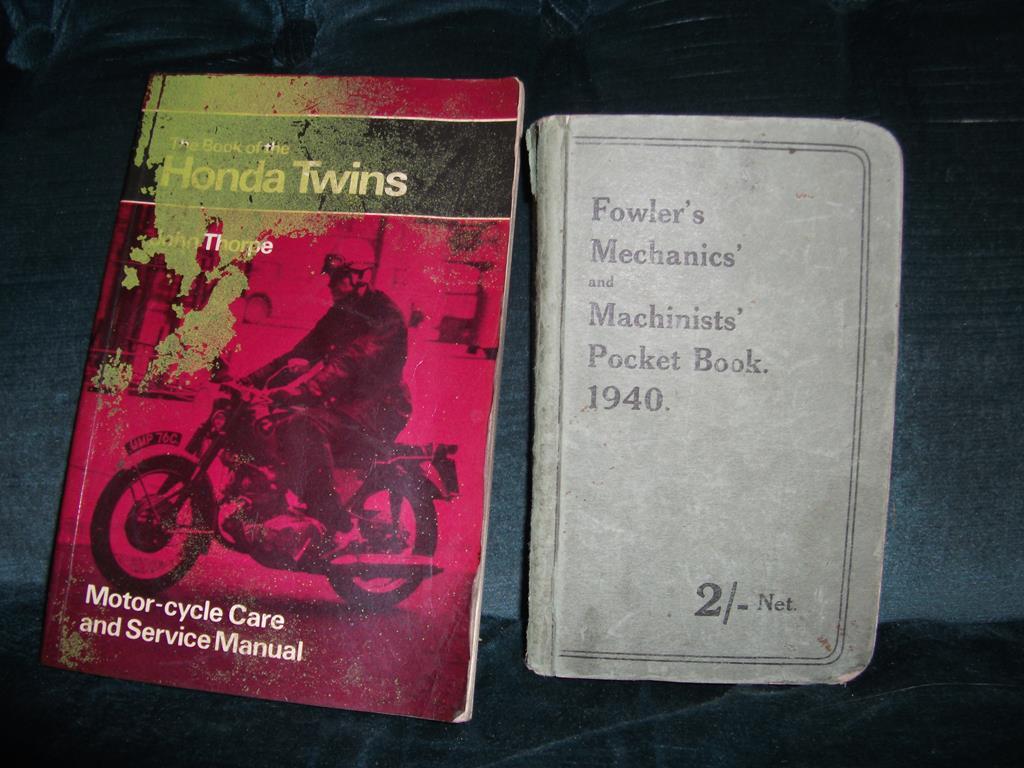 The Book of the
Honda Twins
John Thorpe
UMP 76C
Motor-cycle Care
and Service Manual
Fowler's
Mechanics'
and
Machinists'
Pocket Book.
1940.
2/- Net.